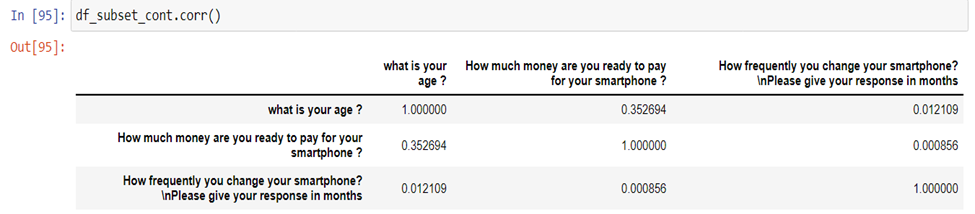 In [95]: df_subset_cont.corr()
Out[95]:
what is your How much money are you ready to pay How frequently you change your smartphone?
age ? for your smartphone ? \nPlease give your response in months
what is your age ? 1.000000 0.352694 0.012109
How much money are you ready to pay for your
smartphone ? 0.352694 1.000000 0.000856
How frequently you change your smartphone?
\nPlease give your response in months 0.012109 0.000856 1.000000